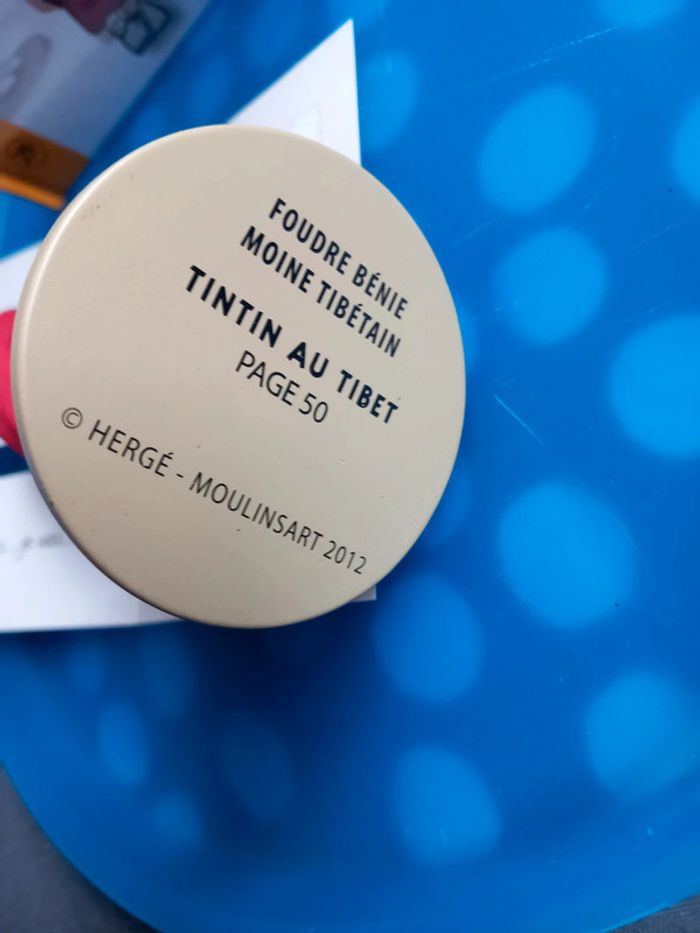 FOUDRE BÉNIE
MOINE TIBÉTAIN
TINTIN AU TIBET
PAGE 50
© HERGÉ - MOULINSART 2012